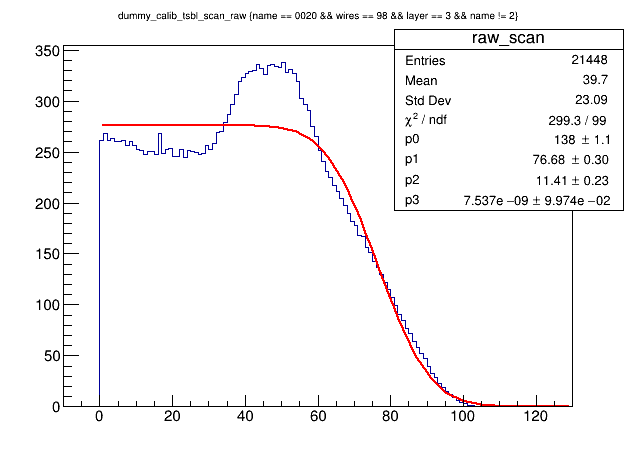 dummy_calib_tsbl_scan_raw {name == 0020 && wires == 98 && layer == 3 && name != 2}
raw_scan
Entries 21448
Mean 39.7
Std Dev 23.09
χ² / ndf 299.3 / 99
p0 138 ± 1.1
p1 76.68 ± 0.30
p2 11.41 ± 0.23
p3 7.537e −09 ± 9.974e −02
350
300
250
200
150
100
50
0
0 20 40 60 80 100 120